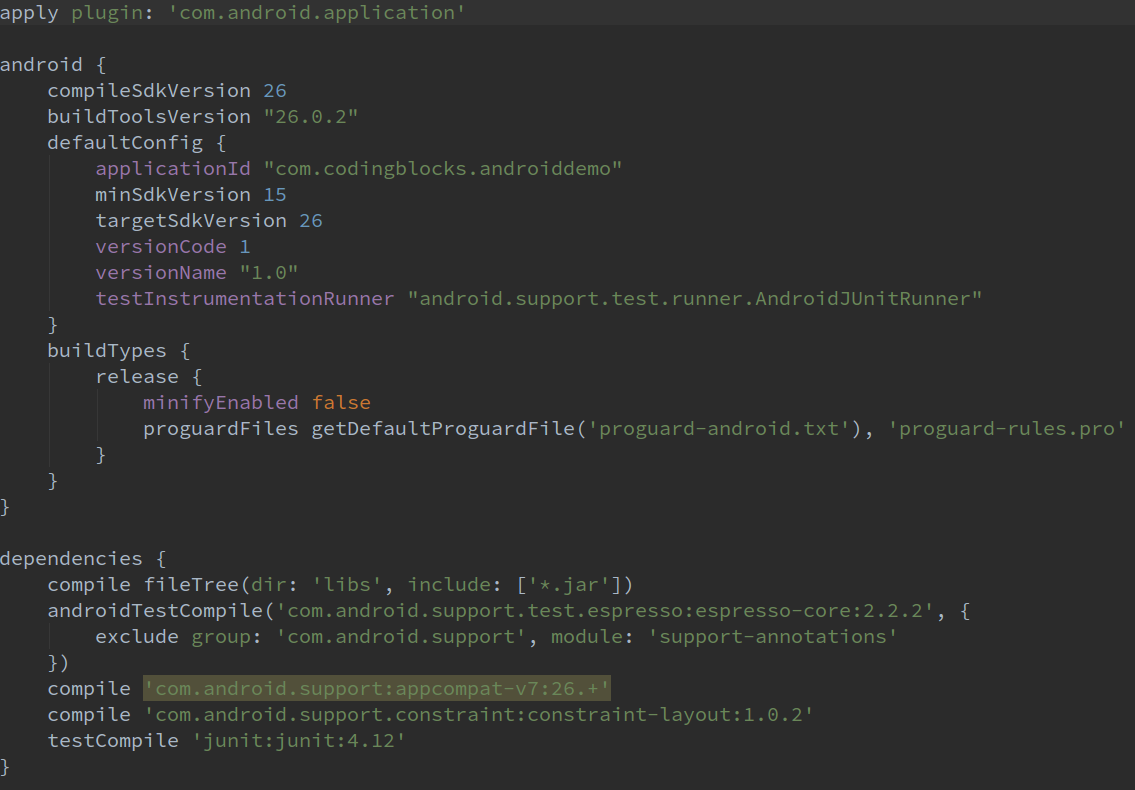 apply plugin: 'com.android.application'
android {
compileSdkVersion 26
buildToolsVersion "26.0.2"
defaultConfig {
applicationId "com.codingblocks.androiddemo"
minSdkVersion 15
targetSdkVersion 26
versionCode 1
versionName "1.0"
testInstrumentationRunner "android.support.test.runner.AndroidJUnitRunner"
}
buildTypes {
release {
minifyEnabled false
proguardFiles getDefaultProguardFile('proguard-android.txt'), 'proguard-rules.pro'
}
}
}
dependencies {
compile fileTree(dir: 'libs', include: ['*.jar'])
androidTestCompile('com.android.support.test.espresso:espresso-core:2.2.2', {
exclude group: 'com.android.support', module: 'support-annotations'
})
compile 'com.android.support:appcompat-v7:26.+'
compile 'com.android.support.constraint:constraint-layout:1.0.2'
testCompile 'junit:junit:4.12'
}